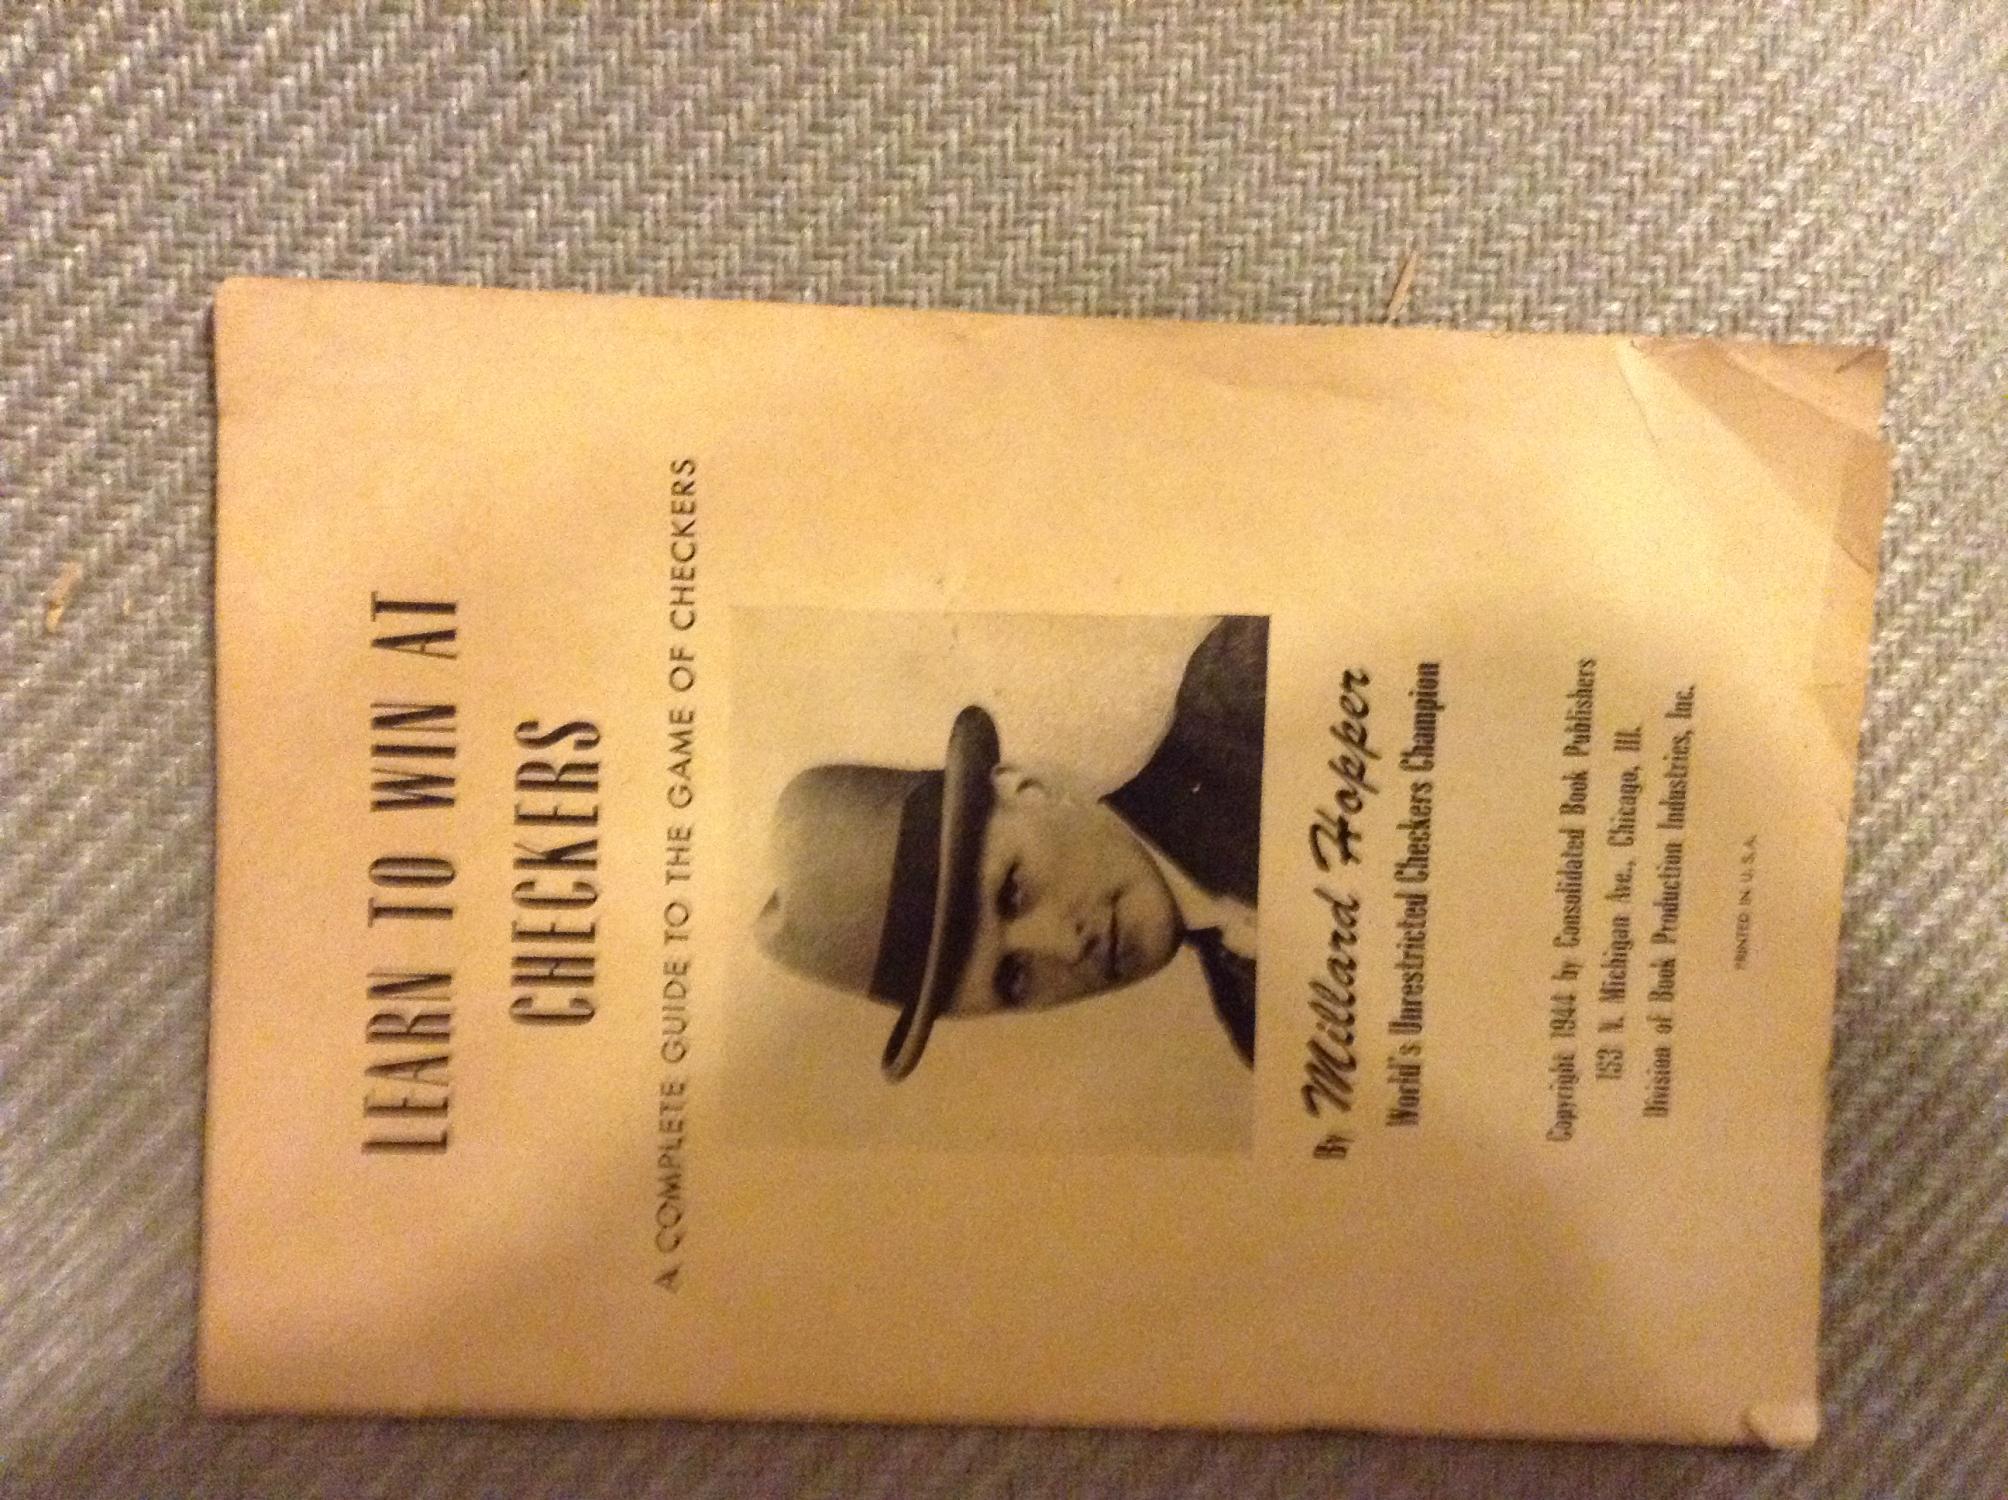 LEARN TO WIN AT
CHECKERS
A COMPLETE GUIDE TO THE GAME OF CHECKERS
By Millard Hopper
World's Unrestricted Checkers Champion
Copyright 1944 by Consolidated Book Publishers
153 N. Michigan Ave., Chicago, Ill.
Division of Book Production Industries, Inc.
PRINTED IN U.S.A.